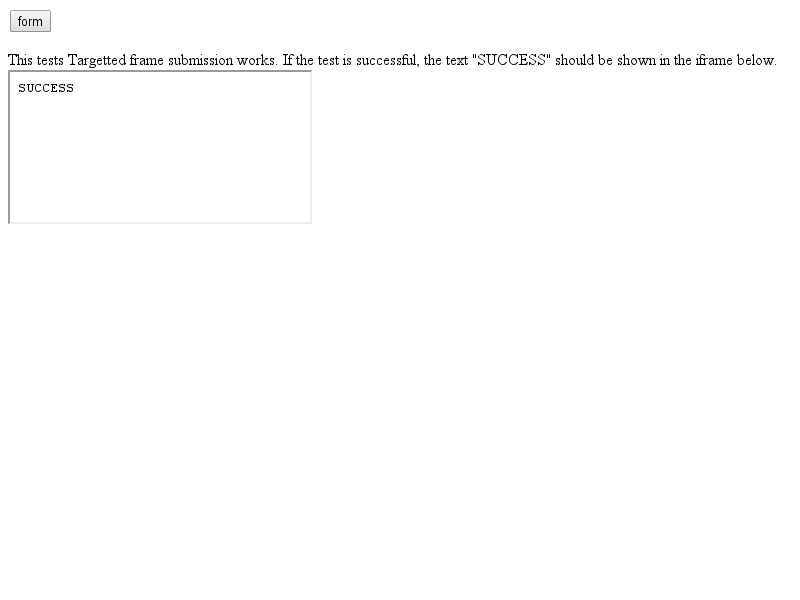 form
This tests Targetted frame submission works. If the test is successful, the text "SUCCESS" should be shown in the iframe below.
SUCCESS